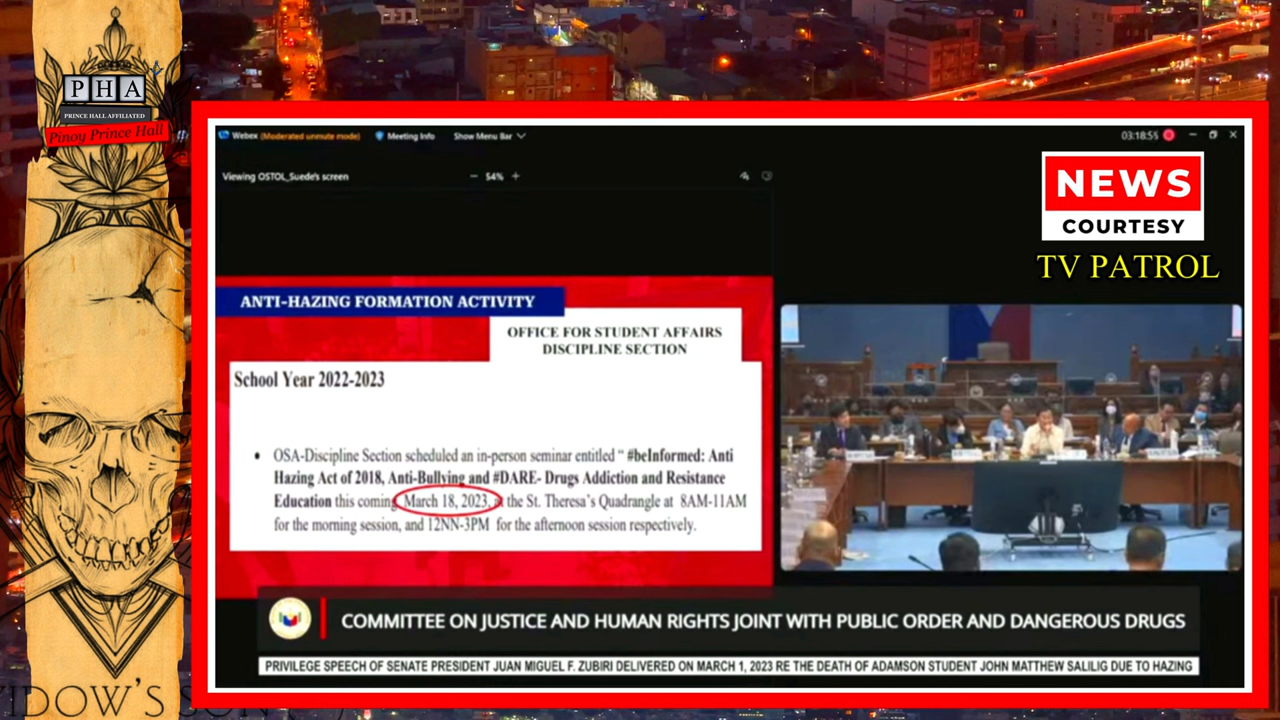 PHA
PRINCE HALL AFFILIATED
Pinoy Prince Hall
Webex (Moderated unmute mode) Meeting Info Show Menu Bar
03:18:55
Viewing OSTOL_Suede's screen
54%
NEWS
COURTESY
TV PATROL
ANTI-HAZING FORMATION ACTIVITY
OFFICE FOR STUDENT AFFAIRS
DISCIPLINE SECTION
School Year 2022-2023
• OSA-Discipline Section scheduled an in-person seminar entitled “ #beInformed: Anti
Hazing Act of 2018, Anti-Bullying and #DARE- Drugs Addiction and Resistance
Education this coming March 18, 2023, the St. Theresa's Quadrangle at 8AM-11AM
for the morning session, and 12NN-3PM for the afternoon session respectively.
COMMITTEE ON JUSTICE AND HUMAN RIGHTS JOINT WITH PUBLIC ORDER AND DANGEROUS DRUGS
PRIVILEGE SPEECH OF SENATE PRESIDENT JUAN MIGUEL F. ZUBIRI DELIVERED ON MARCH 1, 2023 RE THE DEATH OF ADAMSON STUDENT JOHN MATTHEW SALILIG DUE TO HAZING
IDOW'S SON